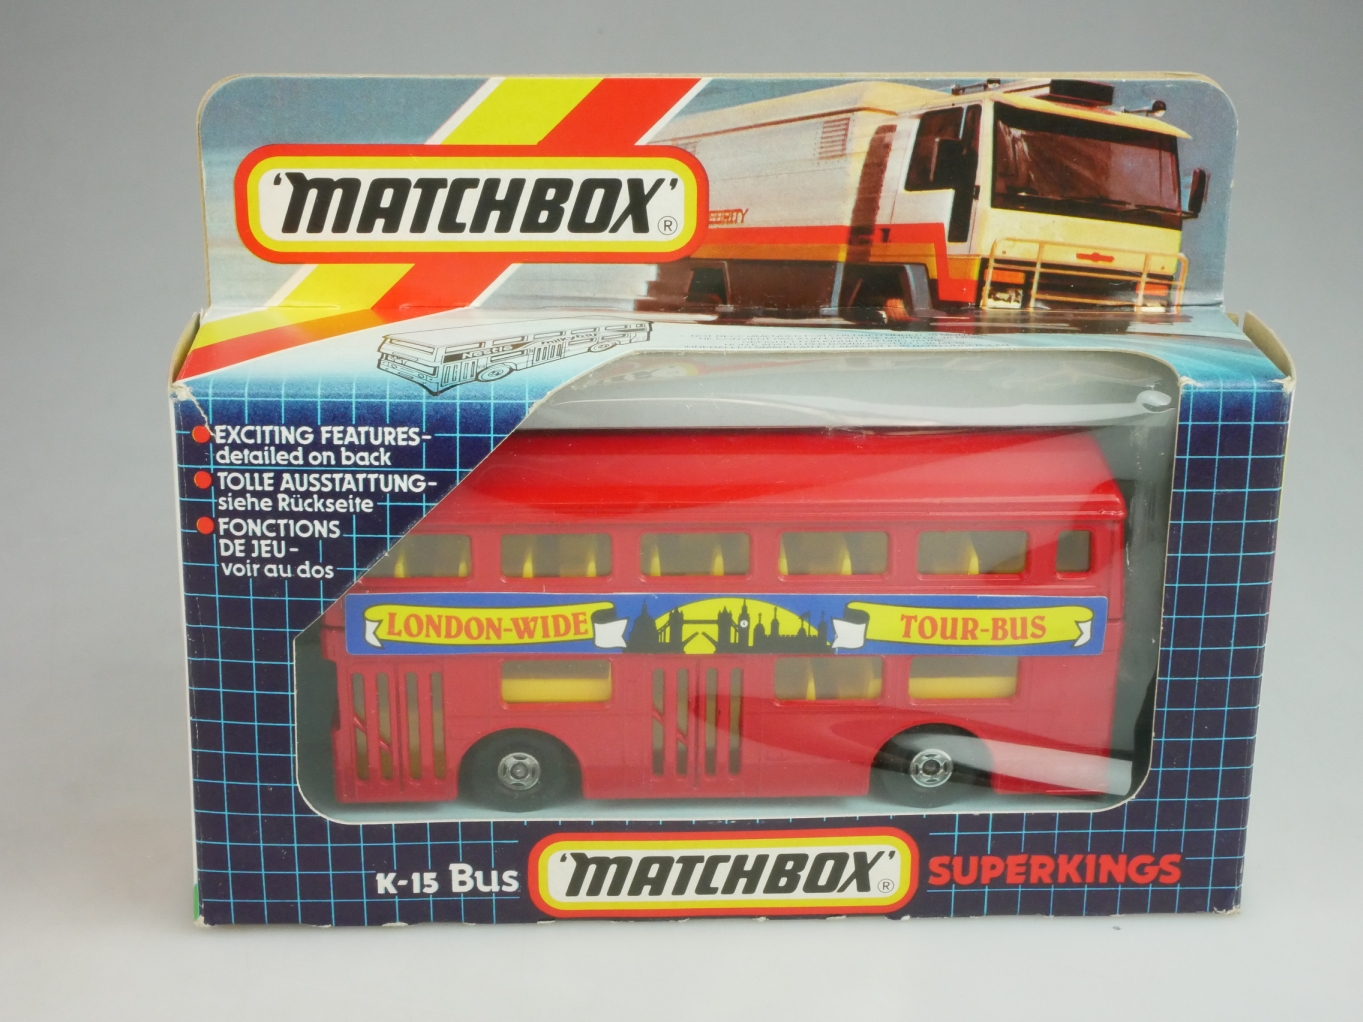 'MATCHBOX' ®
EXCITING FEATURES-
detailed on back
TOLLE AUSSTATTUNG-
siehe Rückseite
FONCTIONS
DE JEU-
voir au dos
LONDON-WIDE TOUR-BUS
K-15 Bus 'MATCHBOX' ® SUPERKINGS